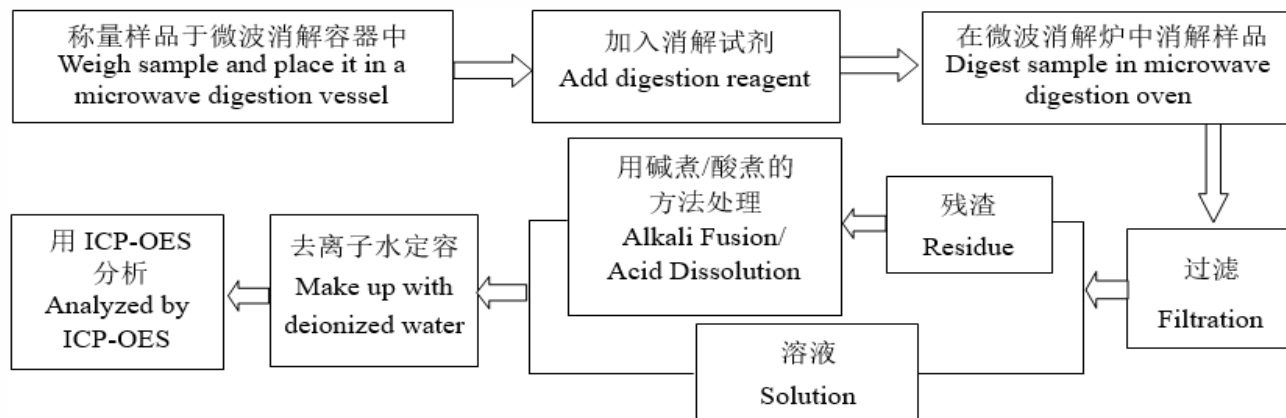 称量样品于微波消解容器中
Weigh sample and place it in a
microwave digestion vessel
加入消解试剂
Add digestion reagent
在微波消解炉中消解样品
Digest sample in microwave
digestion oven
过滤
Filtration
残渣
Residue
用碱煮/酸煮的
方法处理
Alkali Fusion/
Acid Dissolution
溶液
Solution
去离子水定容
Make up with
deionized water
用 ICP-OES
分析
Analyzed by
ICP-OES